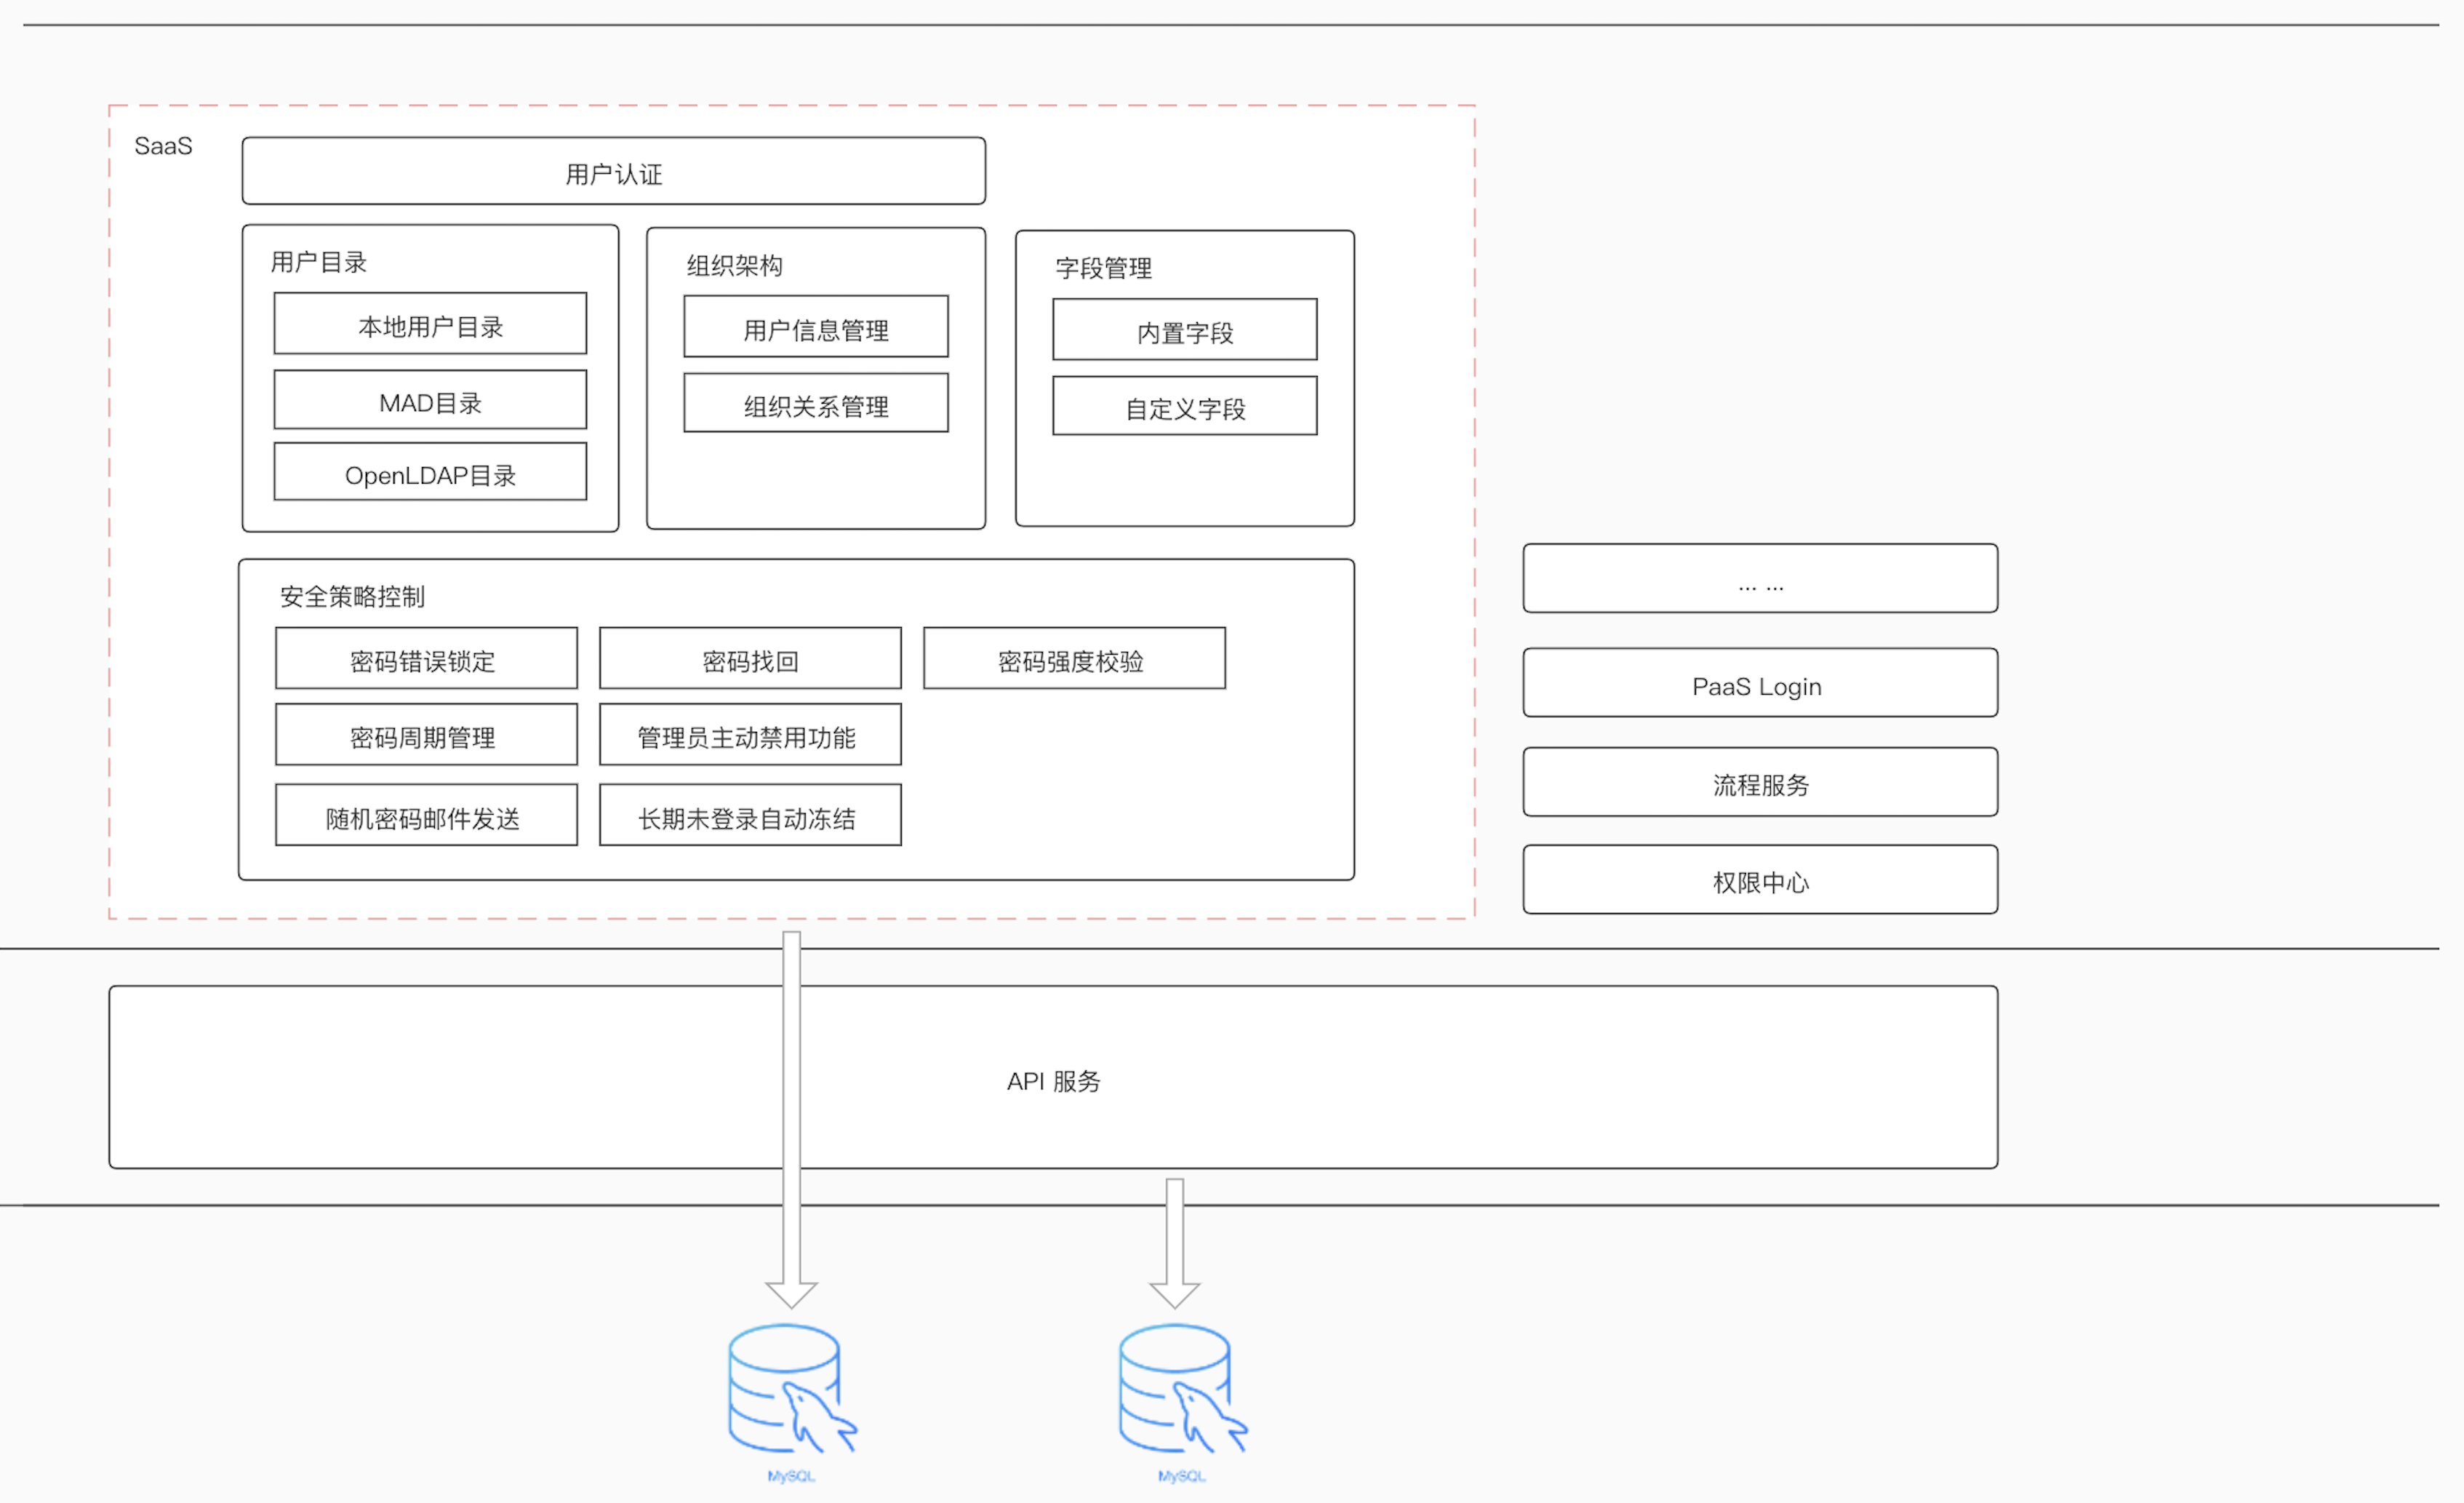 SaaS
用户认证
用户目录
本地用户目录
MAD目录
OpenLDAP目录
组织架构
用户信息管理
组织关系管理
字段管理
内置字段
自定义字段
安全策略控制
密码错误锁定
密码找回
密码强度校验
密码周期管理
管理员主动禁用功能
随机密码邮件发送
长期未登录自动冻结
... ...
PaaS Login
流程服务
权限中心
API 服务
MySQL
MySQL